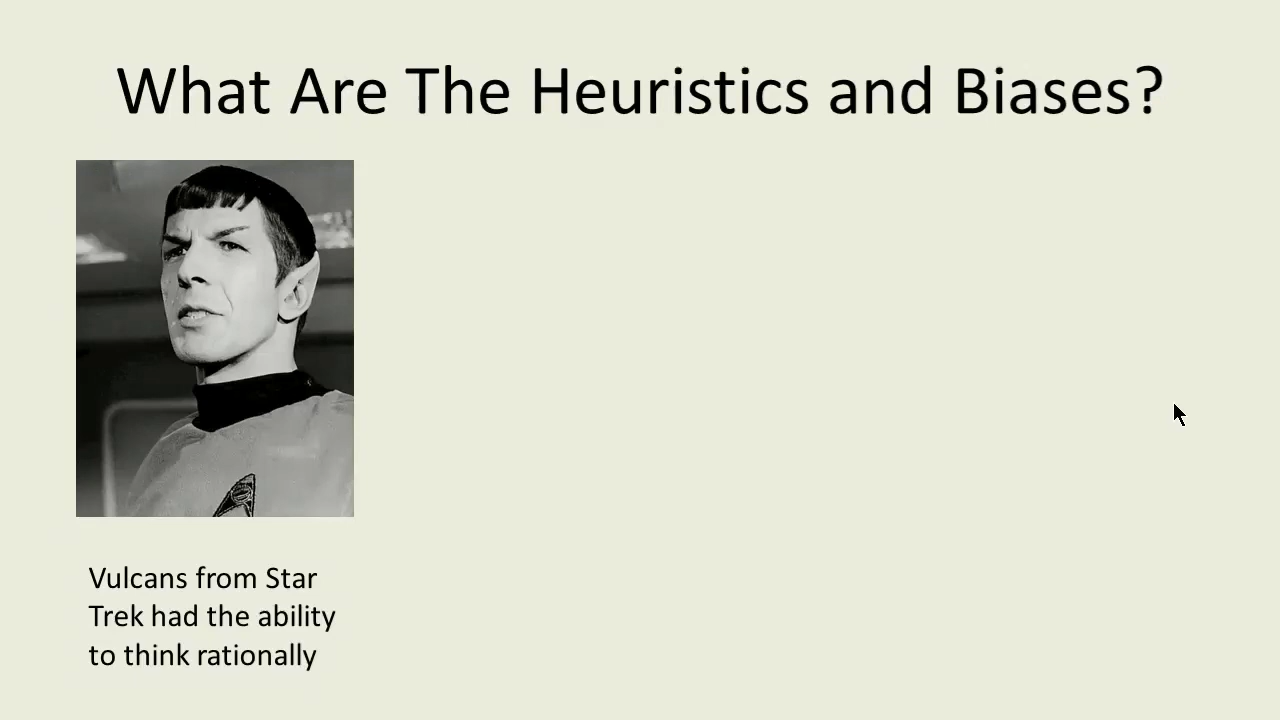 What Are The Heuristics and Biases?
Vulcans from Star
Trek had the ability
to think rationally